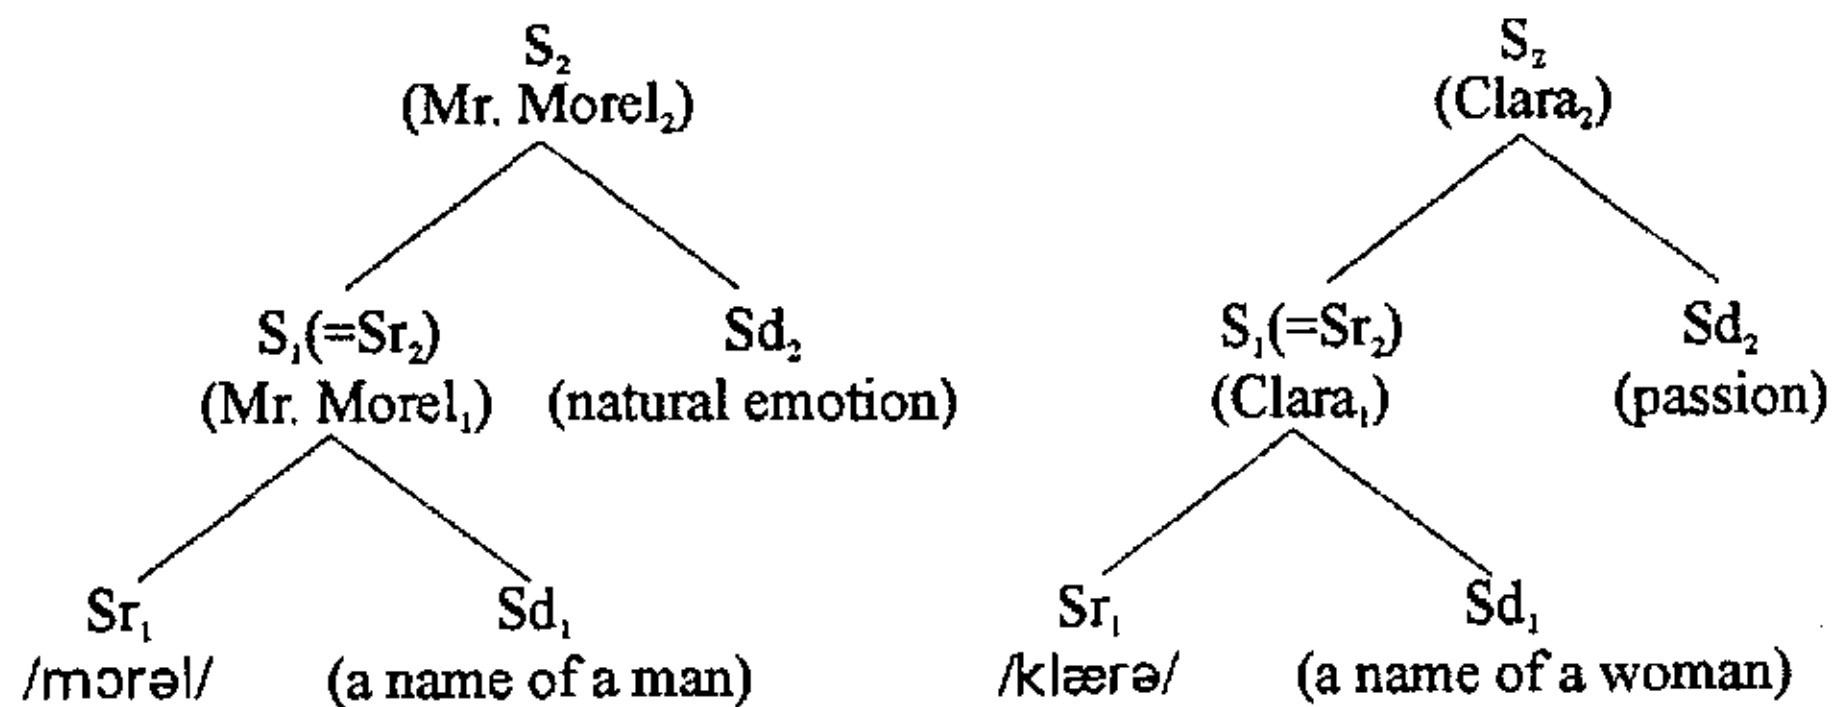 S₂ S₂
(Mr. Morel₂) (Clara₂)
S₁(=Sr₂) Sd₂ S₁(=Sr₂) Sd₂
(Mr. Morel₁) (natural emotion) (Clara₁) (passion)
Sr₁ Sd₁ Sr₁ Sd₁
/mɔrəl/ (a name of a man) /klærə/ (a name of a woman)